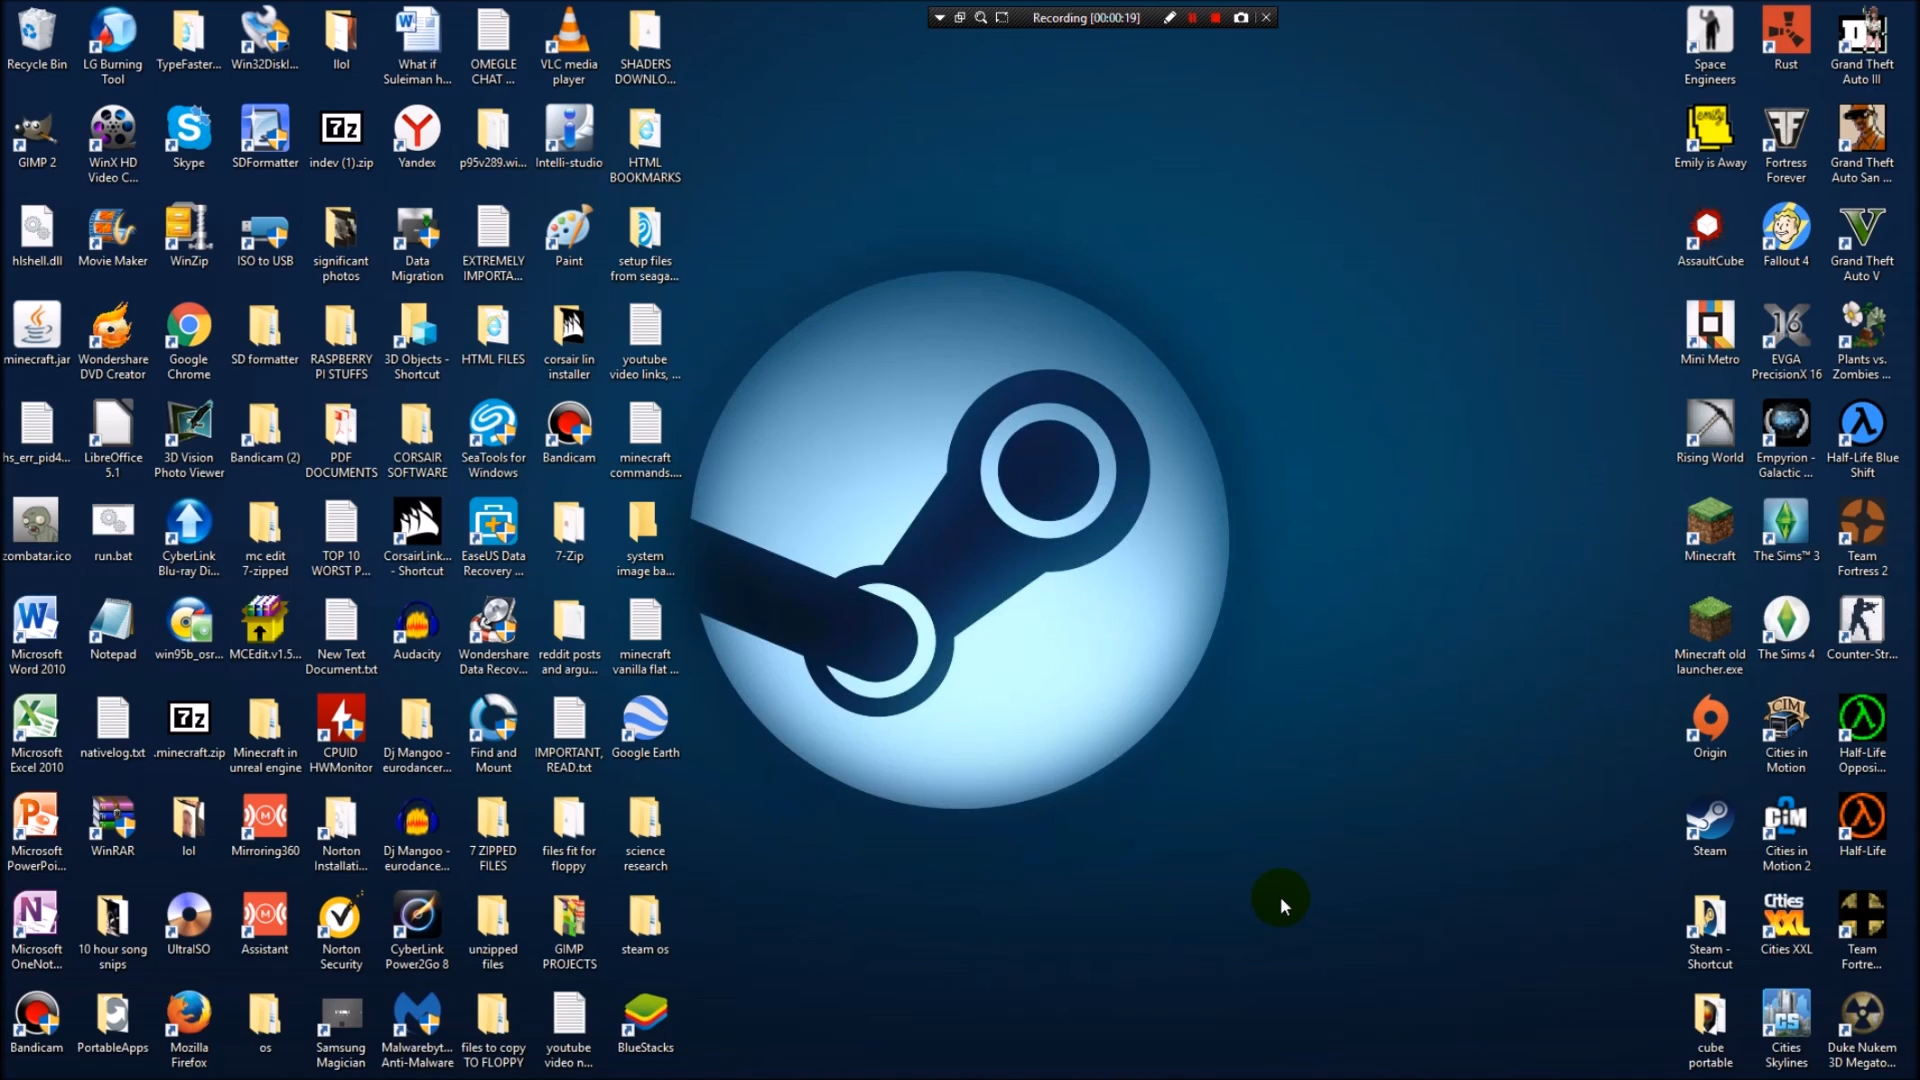 Recording [00:00:19]
Recycle Bin
LG Burning
Tool
TypeFaster...
Win32DiskI...
llol
What if
Suleiman h...
OMEGLE
CHAT ...
VLC media
player
SHADERS
DOWNLO...
Space
Engineers
Rust
Grand Theft
Auto III
GIMP 2
WinX HD
Video C...
Skype
SDFormatter
indev (1).zip
Yandex
p95v289.wi...
Intelli-studio
HTML
BOOKMARKS
Emily is Away
Fortress
Forever
Grand Theft
Auto San ...
hlshell.dll
Movie Maker
WinZip
ISO to USB
significant
photos
Data
Migration
EXTREMELY
IMPORTA...
Paint
setup files
from seaga...
AssaultCube
Fallout 4
Grand Theft
Auto V
minecraft.jar
Wondershare
DVD Creator
Google
Chrome
SD formatter
RASPBERRY
PI STUFFS
3D Objects -
Shortcut
HTML FILES
corsair lin
installer
youtube
video links, ...
Mini Metro
EVGA
PrecisionX 16
Plants vs.
Zombies ...
hs_err_pid4...
LibreOffice
5.1
3D Vision
Photo Viewer
Bandicam (2)
PDF
DOCUMENTS
CORSAIR
SOFTWARE
SeaTools for
Windows
Bandicam
minecraft
commands....
Rising World
Empyrion -
Galactic ...
Half-Life Blue
Shift
zombatar.ico
run.bat
CyberLink
Blu-ray Di...
mc edit
7-zipped
TOP 10
WORST P...
CorsairLink...
- Shortcut
EaseUS Data
Recovery ...
7-Zip
system
image ba...
Minecraft
The Sims™ 3
Team
Fortress 2
Microsoft
Word 2010
Notepad
win95b_osr...
MCEdit.v1.5...
New Text
Document.txt
Audacity
Wondershare
Data Recov...
reddit posts
and argu...
minecraft
vanilla flat ...
Minecraft old
launcher.exe
The Sims 4
Counter-Str...
Microsoft
Excel 2010
nativelog.txt
.minecraft.zip
Minecraft in
unreal engine
CPUID
HWMonitor
Dj Mangoo -
eurodancer...
Find and
Mount
IMPORTANT,
READ.txt
Google Earth
Origin
Cities in
Motion
Half-Life
Opposi...
Microsoft
PowerPoi...
WinRAR
lol
Mirroring360
Norton
Installati...
Dj Mangoo -
eurodance...
7 ZIPPED
FILES
files fit for
floppy
science
research
Steam
Cities in
Motion 2
Half-Life
Microsoft
OneNot...
10 hour song
snips
UltraISO
Assistant
Norton
Security
CyberLink
Power2Go 8
unzipped
files
GIMP
PROJECTS
steam os
Steam -
Shortcut
Cities XXL
Team
Fortre...
Bandicam
PortableApps
Mozilla
Firefox
os
Samsung
Magician
Malwarebyt...
Anti-Malware
files to copy
TO FLOPPY
youtube
video n...
BlueStacks
cube
portable
Cities
Skylines
Duke Nukem
3D Megato...